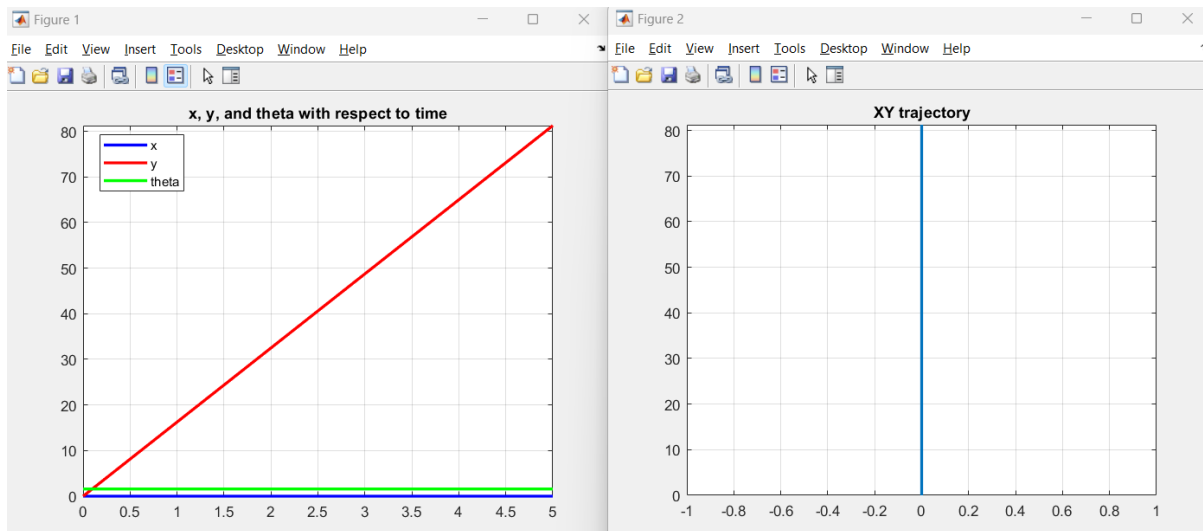 Figure 1
File Edit View Insert Tools Desktop Window Help
x, y, and theta with respect to time
x
y
theta
80
70
60
50
40
30
20
10
0
0 0.5 1 1.5 2 2.5 3 3.5 4 4.5 5
Figure 2
File Edit View Insert Tools Desktop Window Help
XY trajectory
80
70
60
50
40
30
20
10
0
-1 -0.8 -0.6 -0.4 -0.2 0 0.2 0.4 0.6 0.8 1